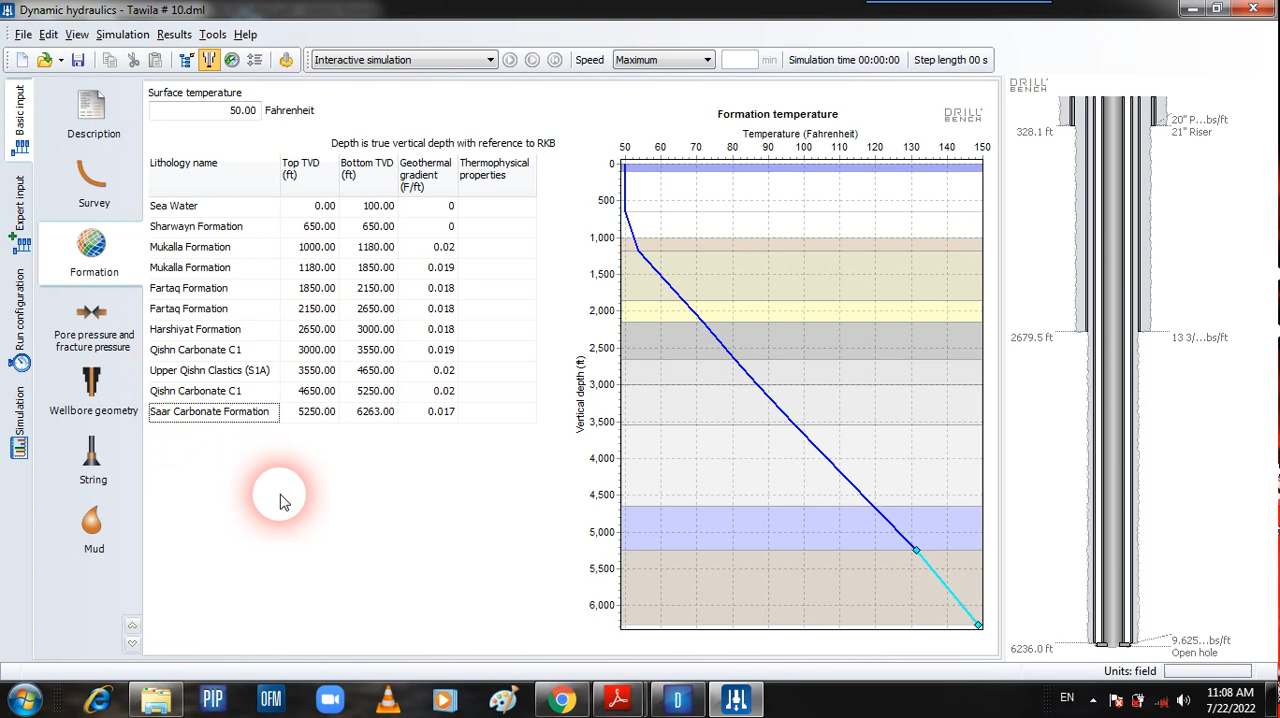 Dynamic hydraulics - Tawila # 10.dml
File Edit View Simulation Results Tools Help
Interactive simulation Speed Maximum min Simulation time 00:00:00 Step length 00 s
Basic input
Expert input
Run configuration
Simulation
Description
Survey
Formation
Pore pressure and
fracture pressure
Wellbore geometry
String
Mud
Surface temperature
50.00 Fahrenheit
Depth is true vertical depth with reference to RKB
Lithology name Top TVD (ft) Bottom TVD (ft) Geothermal gradient (F/ft) Thermophysical properties
Sea Water 0.00 100.00 0
Sharwayn Formation 650.00 650.00 0
Mukalla Formation 1000.00 1180.00 0.02
Mukalla Formation 1180.00 1850.00 0.019
Fartaq Formation 1850.00 2150.00 0.018
Fartaq Formation 2150.00 2650.00 0.018
Harshiyat Formation 2650.00 3000.00 0.018
Qishn Carbonate C1 3000.00 3550.00 0.019
Upper Qishn Clastics (S1A) 3550.00 4650.00 0.02
Qishn Carbonate C1 4650.00 5250.00 0.02
Saar Carbonate Formation 5250.00 6263.00 0.017
Formation temperature
DRILL BENCH
Temperature (Fahrenheit)
50 60 70 80 90 100 110 120 130 140 150
Vertical depth (ft)
0
500
1,000
1,500
2,000
2,500
3,000
3,500
4,000
4,500
5,000
5,500
6,000
DRILL BENCH
20" P...bs/ft
328.1 ft 21" Riser
2679.5 ft 13 3/...bs/ft
9.625...bs/ft
6236.0 ft Open hole
Units: field
PIP OFM D EN 11:08 AM
7/22/2022